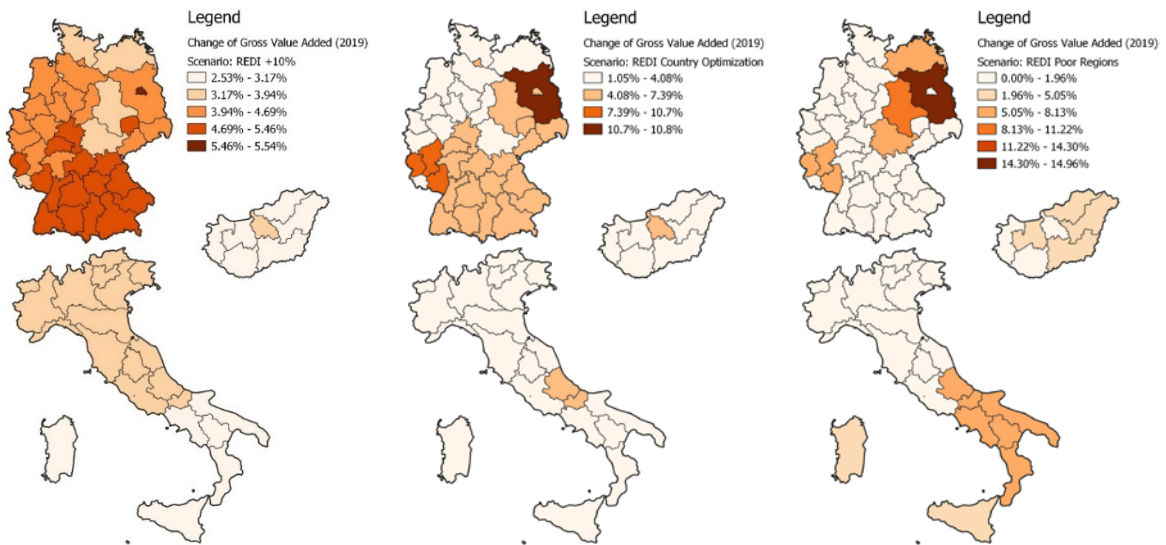 Legend
Change of Gross Value Added (2019)
Scenario: REDI +10%
2.53% - 3.17%
3.17% - 3.94%
3.94% - 4.69%
4.69% - 5.46%
5.46% - 5.54%
Legend
Change of Gross Value Added (2019)
Scenario: REDI Country Optimization
1.05% - 4.08%
4.08% - 7.39%
7.39% - 10.7%
10.7% - 10.8%
Legend
Change of Gross Value Added (2019)
Scenario: REDI Poor Regions
0.00% - 1.96%
1.96% - 5.05%
5.05% - 8.13%
8.13% - 11.22%
11.22% - 14.30%
14.30% - 14.96%